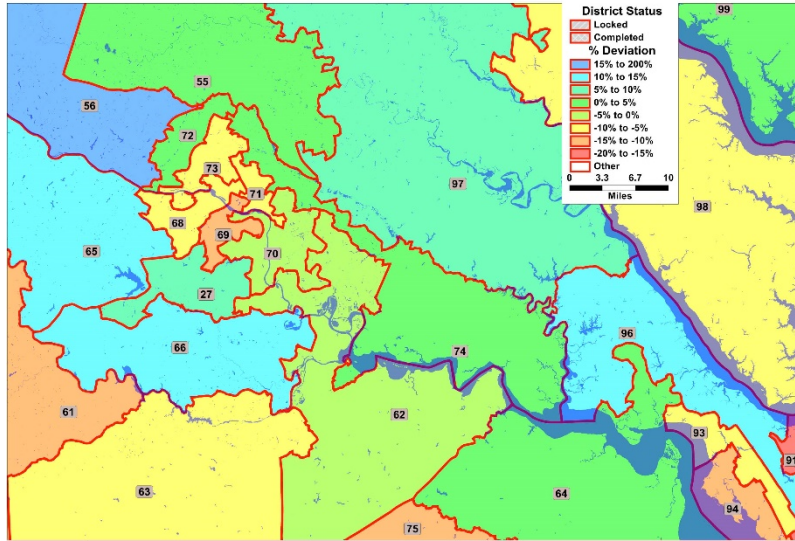 District Status
Locked
Completed
% Deviation
15% to 200%
10% to 15%
5% to 10%
0% to 5%
-5% to 0%
-10% to -5%
-15% to -10%
-20% to -15%
Other
0 3.3 6.7 10
Miles
99
55
56
72
73
71
97
98
68
69
65
70
27
96
66
74
61
62
93
91
63
64
94
75